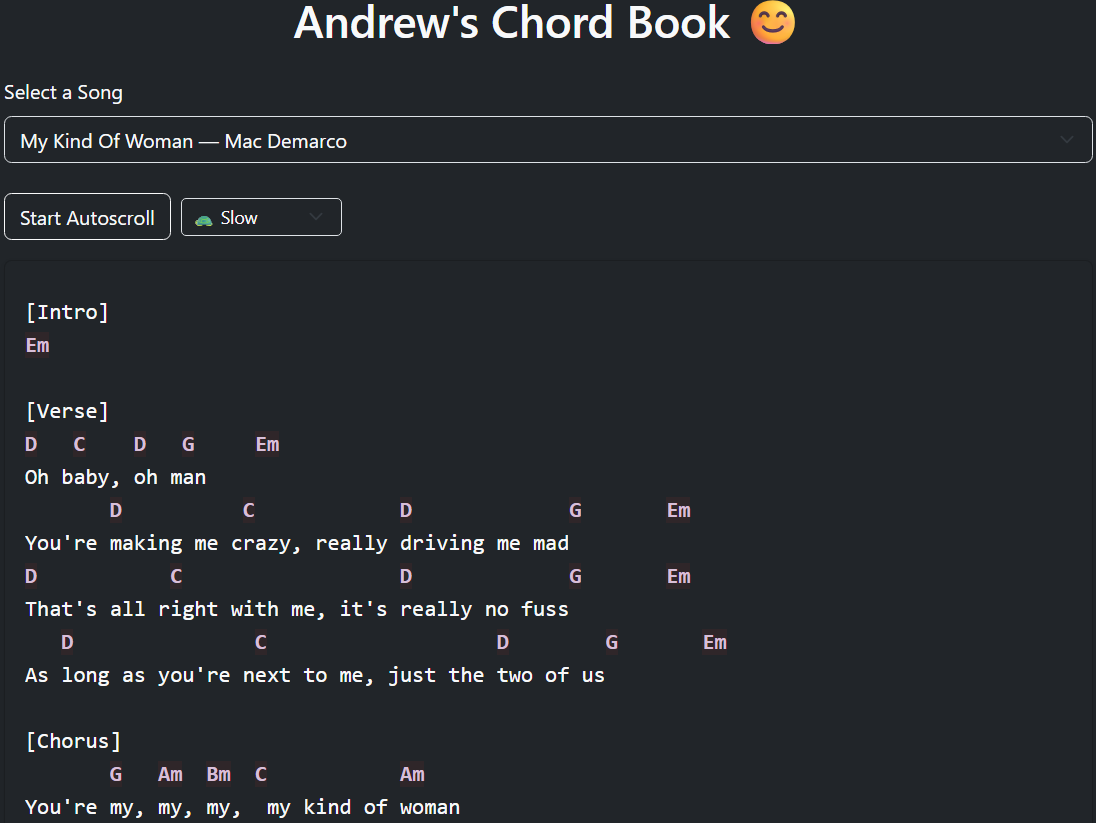 Andrew's Chord Book 😊
Select a Song
My Kind Of Woman — Mac Demarco
Start Autoscroll 🐢 Slow
[Intro]
Em
[Verse]
D   C    D   G     Em
Oh baby, oh man
       D          C            D             G       Em
You're making me crazy, really driving me mad
D           C                  D             G       Em
That's all right with me, it's really no fuss
   D               C                   D        G       Em
As long as you're next to me, just the two of us
[Chorus]
       G   Am  Bm  C           Am
You're my, my, my,  my kind of woman